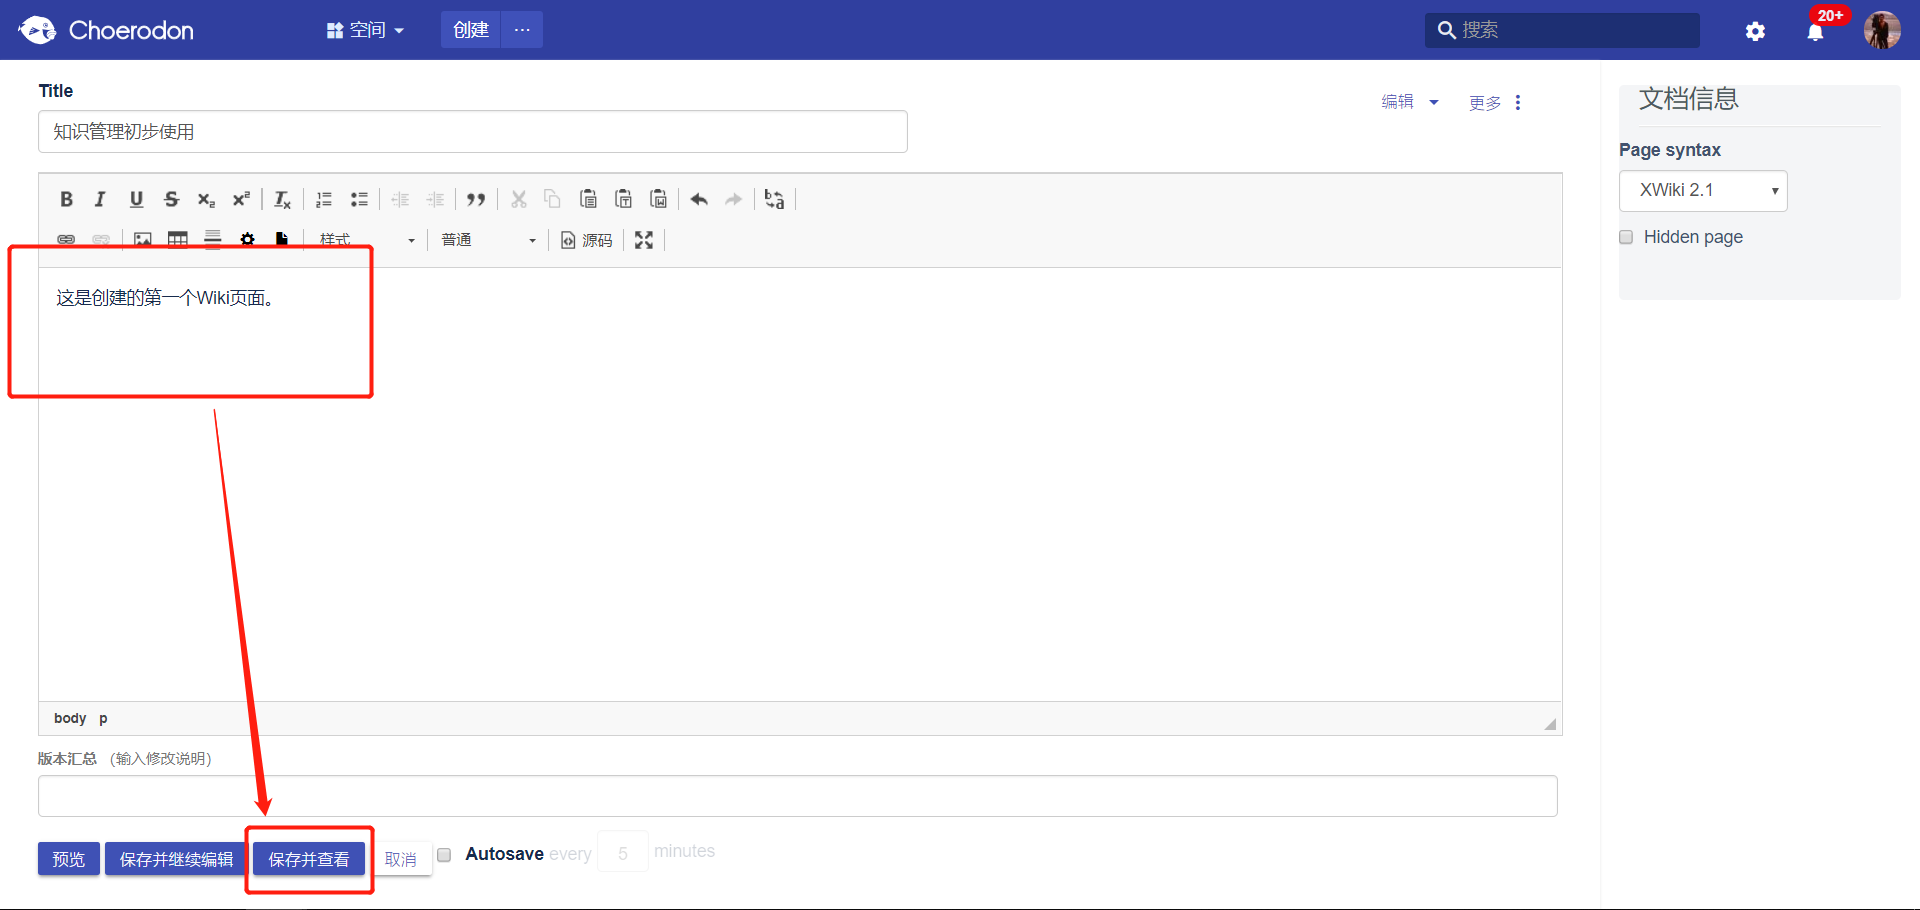 Choerodon
空间
创建
···
搜索
20+
Title
编辑
更多
知识管理初步使用
样式
普通
源码
这是创建的第一个Wiki页面。
body p
版本汇总 (输入修改说明)
预览
保存并继续编辑
保存并查看
取消
Autosave every 5 minutes
文档信息
Page syntax
XWiki 2.1
Hidden page